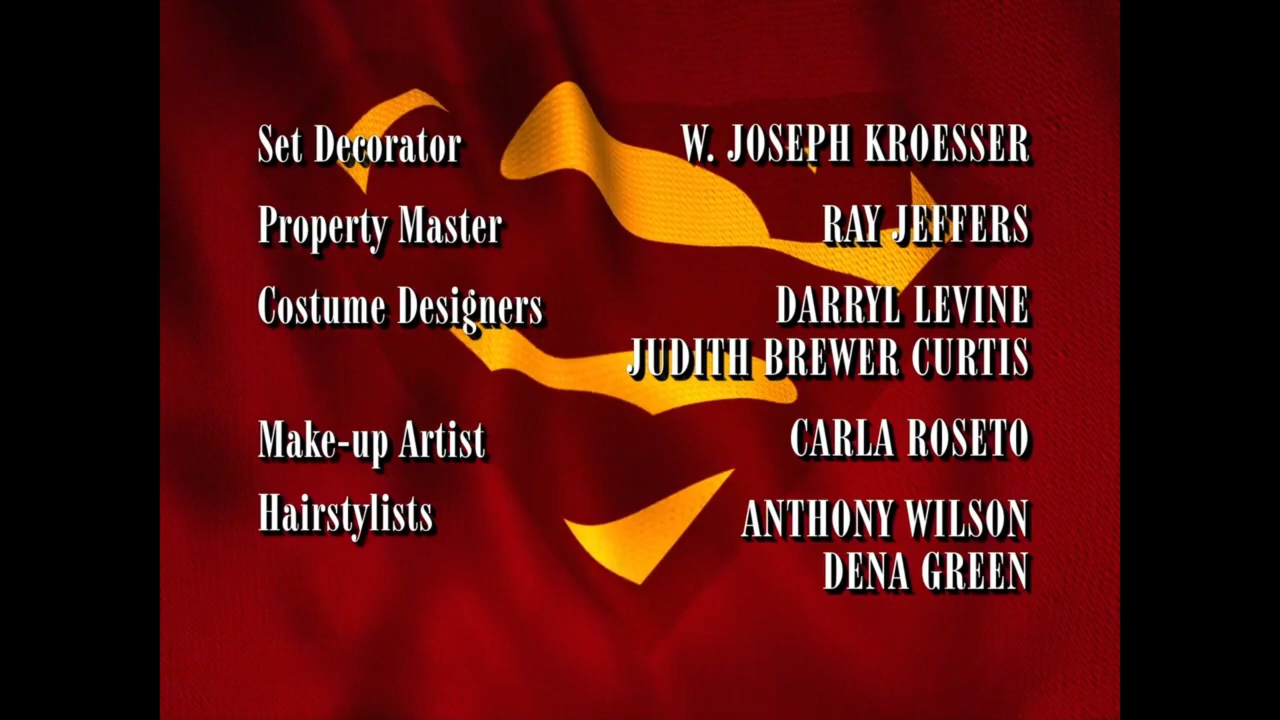 Set Decorator W. JOSEPH KROESSER
Property Master RAY JEFFERS
Costume Designers DARRYL LEVINE
JUDITH BREWER CURTIS
Make-up Artist CARLA ROSETO
Hairstylists ANTHONY WILSON
DENA GREEN